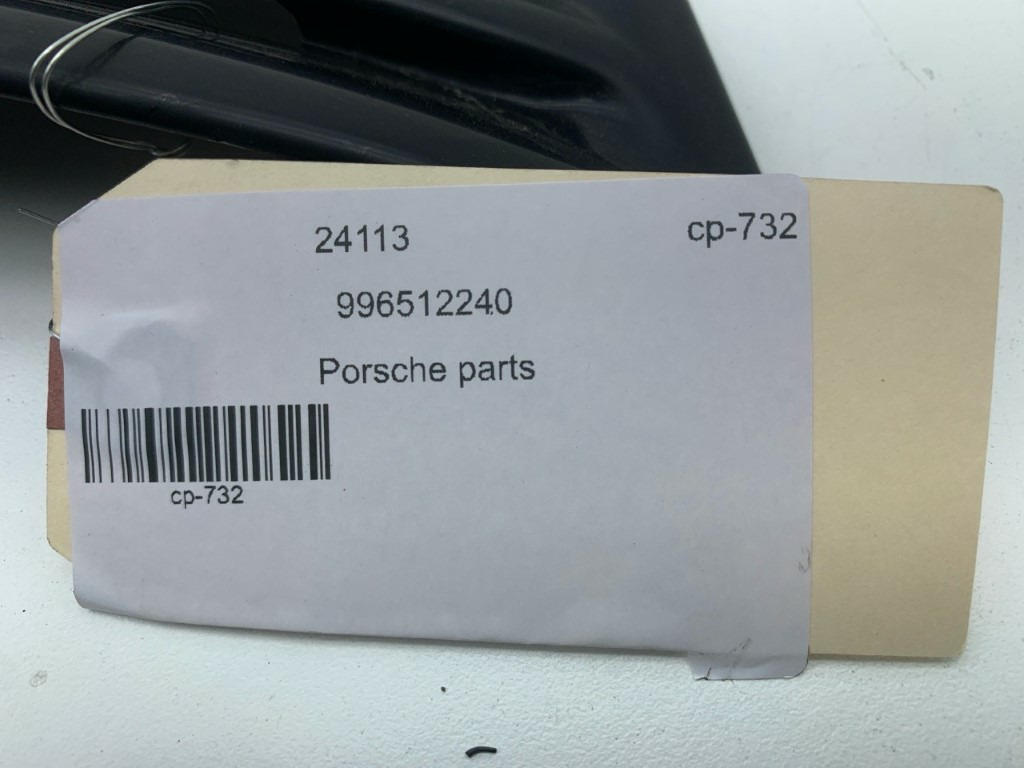 24113 cp-732
996512240
Porsche parts
cp-732